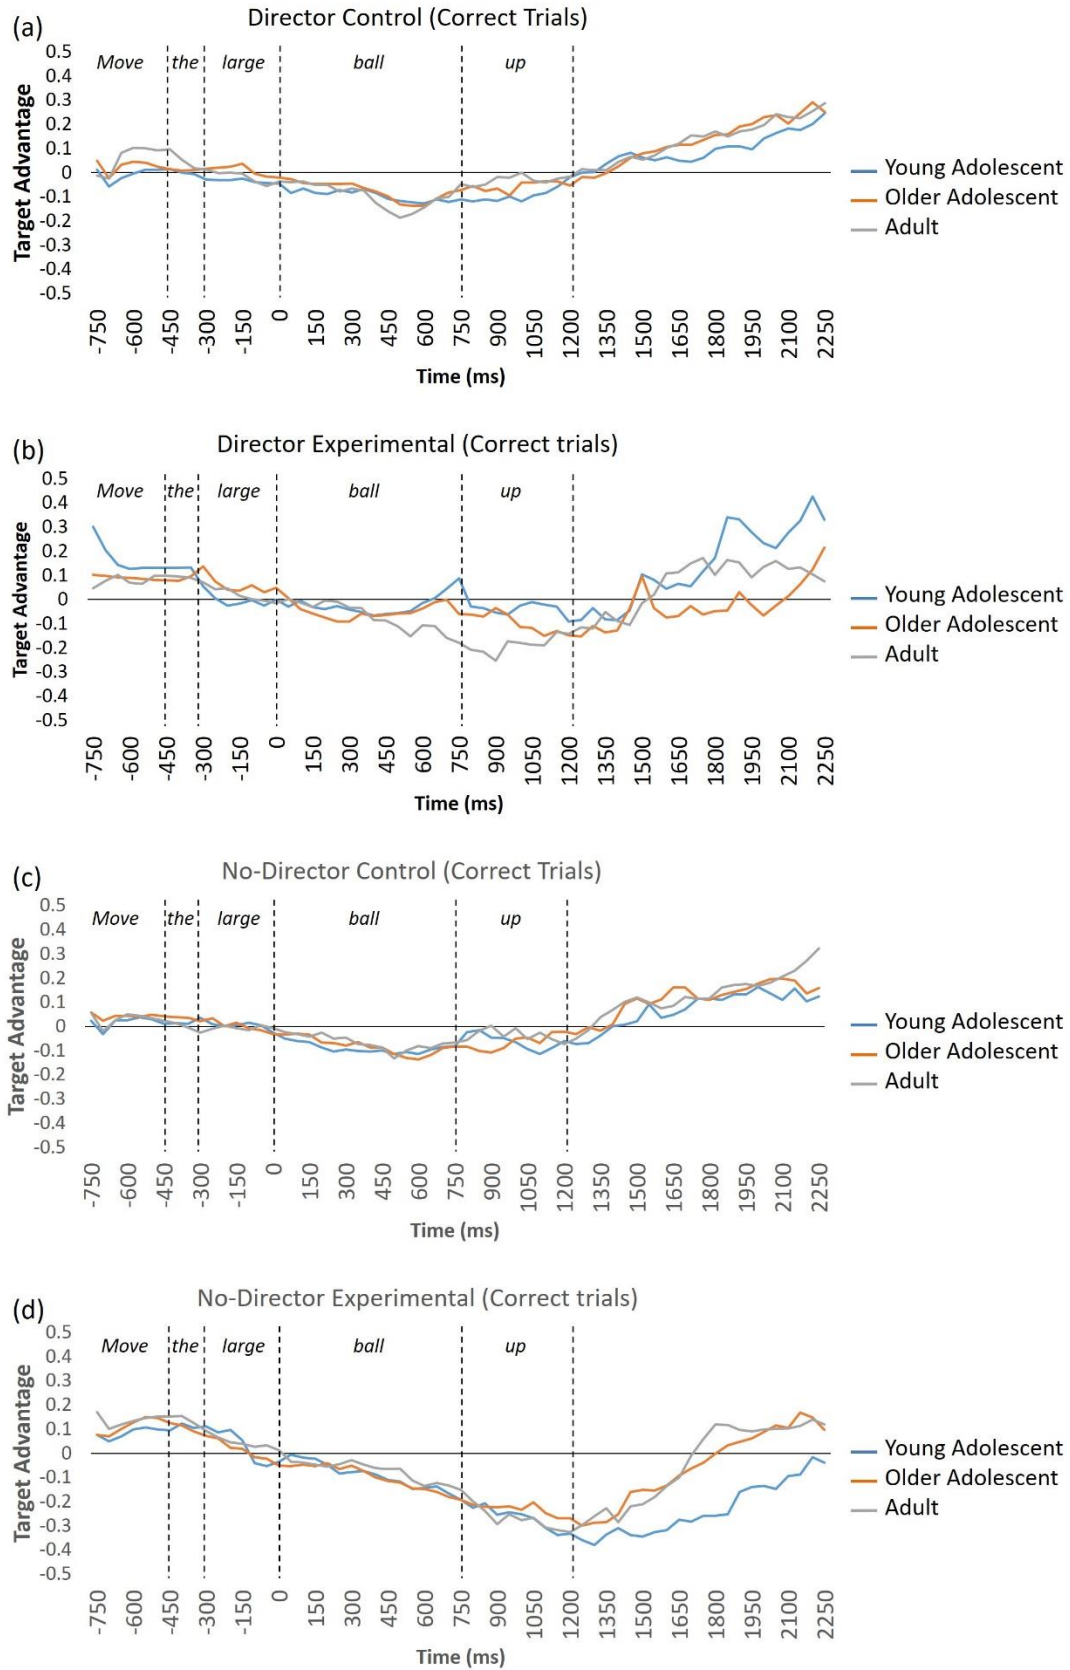 (a) Director Control (Correct Trials)
Move the large ball up
0.5
0.4
0.3
0.2
0.1
0
-0.1
-0.2
-0.3
-0.4
-0.5
Target Advantage
-750 -600 -450 -300 -150 0 150 300 450 600 750 900 1050 1200 1350 1500 1650 1800 1950 2100 2250
Time (ms)
Young Adolescent
Older Adolescent
Adult
(b) Director Experimental (Correct trials)
Move the large ball up
0.5
0.4
0.3
0.2
0.1
0
-0.1
-0.2
-0.3
-0.4
-0.5
Target Advantage
-750 -600 -450 -300 -150 0 150 300 450 600 750 900 1050 1200 1350 1500 1650 1800 1950 2100 2250
Time (ms)
Young Adolescent
Older Adolescent
Adult
(c) No-Director Control (Correct Trials)
Move the large ball up
0.5
0.4
0.3
0.2
0.1
0
-0.1
-0.2
-0.3
-0.4
-0.5
Target Advantage
-750 -600 -450 -300 -150 0 150 300 450 600 750 900 1050 1200 1350 1500 1650 1800 1950 2100 2250
Time (ms)
Young Adolescent
Older Adolescent
Adult
(d) No-Director Experimental (Correct trials)
Move the large ball up
0.5
0.4
0.3
0.2
0.1
0
-0.1
-0.2
-0.3
-0.4
-0.5
Target Advantage
-750 -600 -450 -300 -150 0 150 300 450 600 750 900 1050 1200 1350 1500 1650 1800 1950 2100 2250
Time (ms)
Young Adolescent
Older Adolescent
Adult